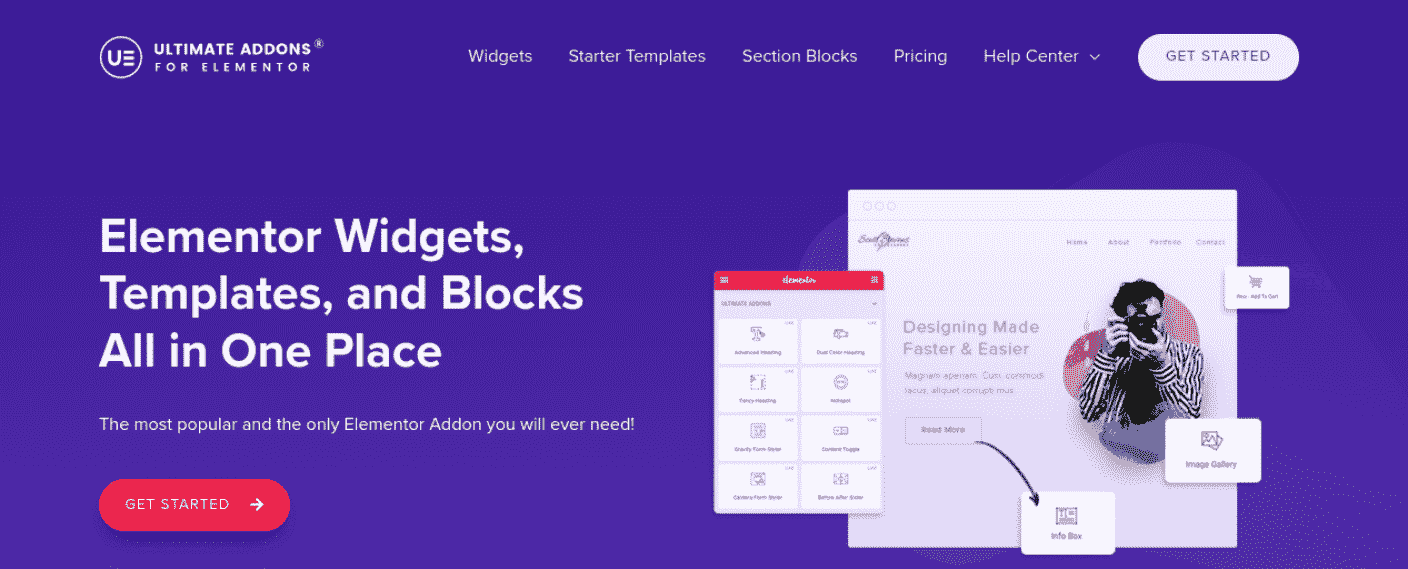 ULTIMATE ADDONS®
FOR ELEMENTOR
Widgets
Starter Templates
Section Blocks
Pricing
Help Center
GET STARTED
Elementor Widgets,
Templates, and Blocks
All in One Place
The most popular and the only Elementor Addon you will ever need!
GET STARTED
elementor
ULTIMATE ADDONS
Advanced Heading
Dual Color Heading
Fancy Heading
Hotspot
Gravity Form Styler
Content Toggle
Caldera Form Styler
Before After Slider
Home
About
Portfolio
Contact
Designing Made
Faster & Easier
Magnam aperiam. Cum commodi
lacus, aliquet corrupti mus.
Read More
Woo - Add To Cart
Image Gallery
Info Box